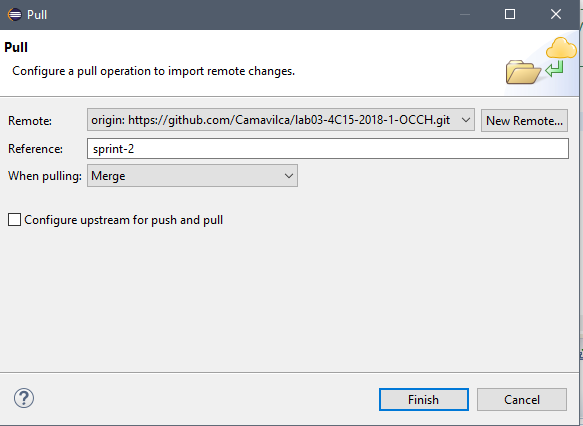 Pull
Pull
Configure a pull operation to import remote changes.
Remote: origin: https://github.com/Camavilca/lab03-4C15-2018-1-OCCH.git New Remote...
Reference: sprint-2
When pulling: Merge
Configure upstream for push and pull
? Finish Cancel